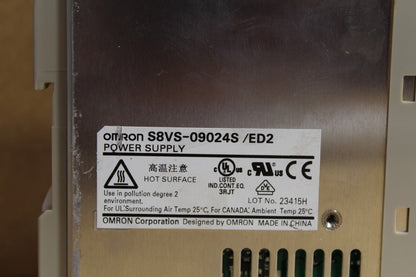 OMRON S8VS-09024S /ED2
POWER SUPPLY
高温注意
HOT SURFACE
Use in pollution degree 2
environment.
C UL US
LISTED
IND.CONT.EQ.
3RJT
LOT No. 23415H
For UL:Surrounding Air Temp 25°C, For CANADA: Ambient Temp 25°C
OMRON Corporation Designed by OMRON MADE IN CHINA